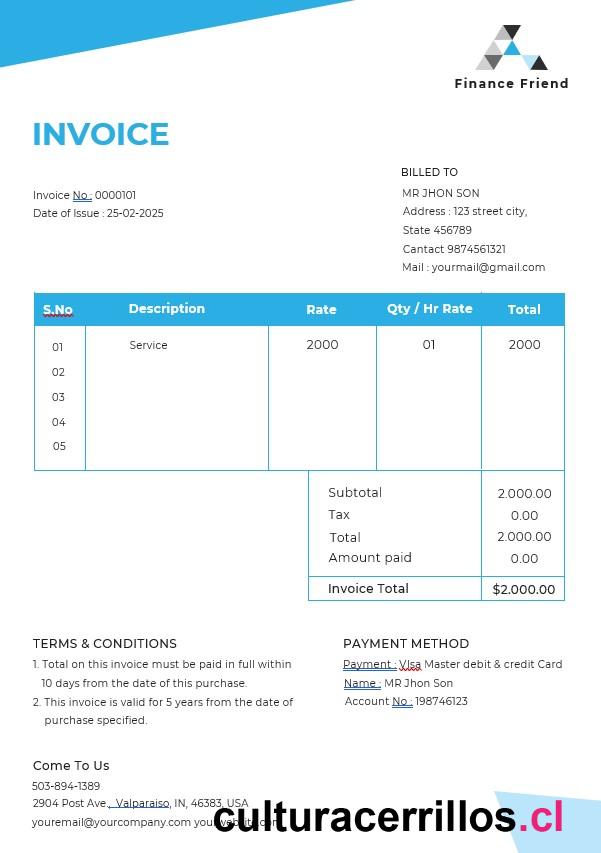 Finance Friend
INVOICE
BILLED TO
Invoice No : 0000101
MR JHON SON
Date of Issue : 25-02-2025
Address : 123 street city,
State 456789
Cantact 9874561321
Mail : yourmail@gmail.com
S.No Description Rate Qty / Hr Rate Total
01 Service 2000 01 2000
02
03
04
05
Subtotal 2.000.00
Tax 0.00
Total 2.000.00
Amount paid 0.00
Invoice Total $2.000.00
TERMS & CONDITIONS
1. Total on this invoice must be paid in full within
10 days from the date of this purchase.
2. This invoice is valid for 5 years from the date of
purchase specified.
PAYMENT METHOD
Payment : VIsa Master debit & credit Card
Name : MR Jhon Son
Account No : 198746123
Come To Us
503-894-1389
2904 Post Ave., Valparaiso, IN, 46383, USA
youremail@yourcompany.com
culturacerrillos.cl